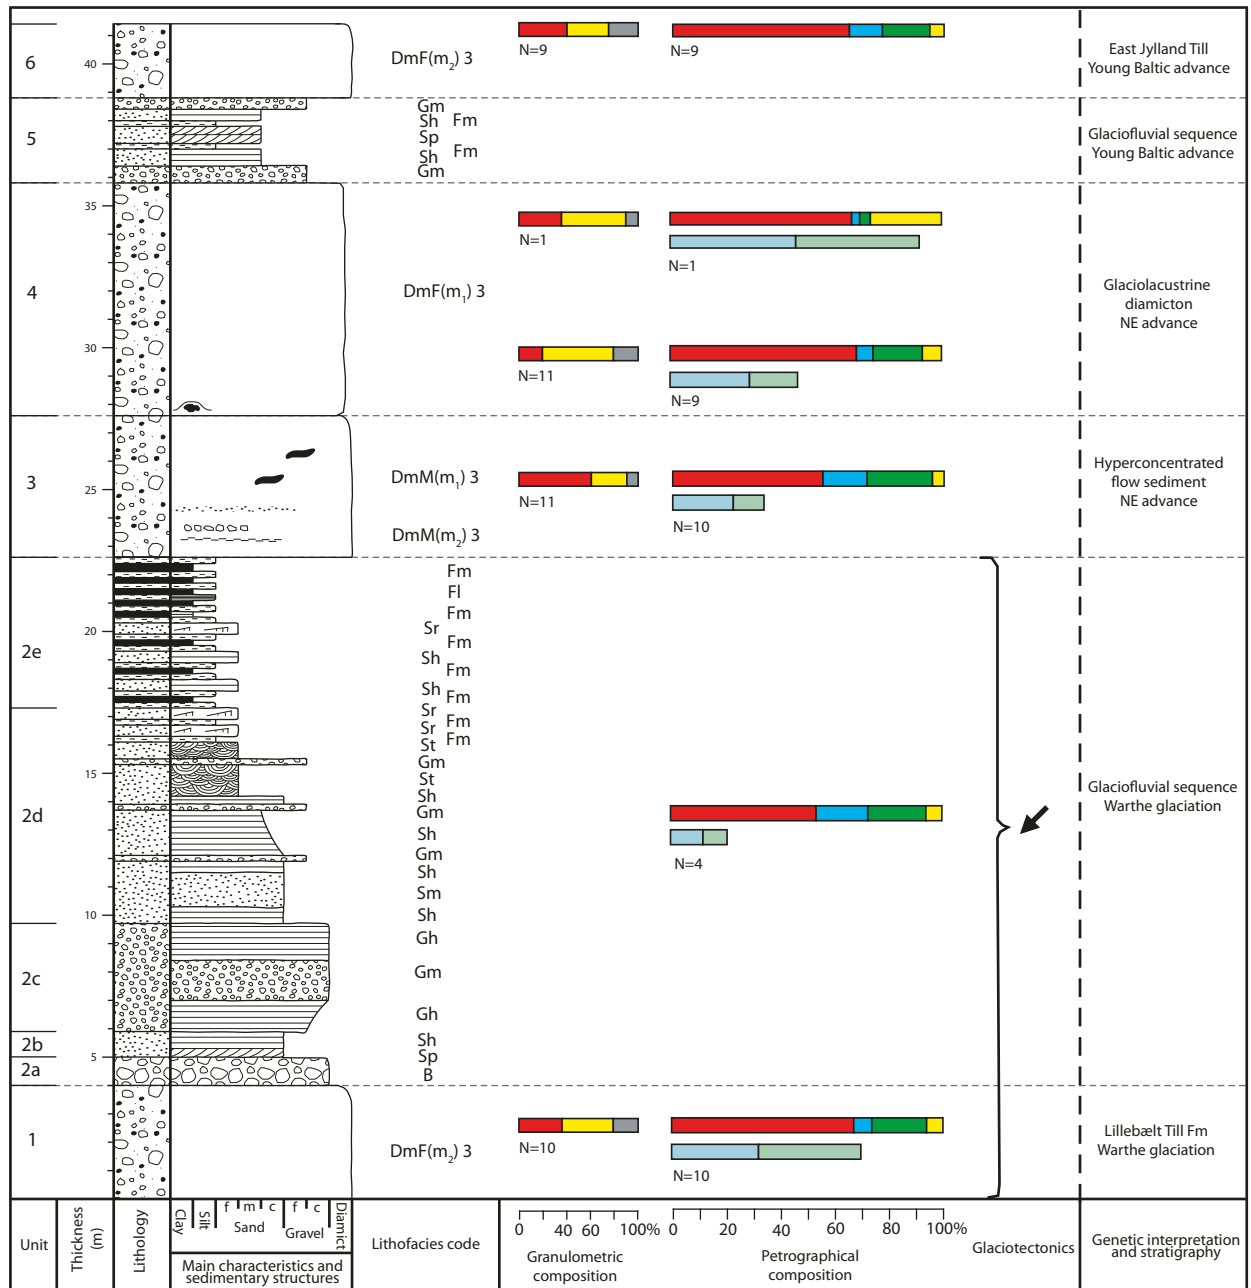 6
40
DmF(m₂) 3
N=9
N=9
East Jylland Till
Young Baltic advance
5
Gm
Sh Fm
Sp
Sh Fm
Gm
Glaciofluvial sequence
Young Baltic advance
35
N=1
N=1
4
DmF(m₁) 3
Glaciolacustrine
diamicton
NE advance
30
N=11
N=9
3
25
DmM(m₁) 3
DmM(m₂) 3
N=11
N=10
Hyperconcentrated
flow sediment
NE advance
2e
20
Fm
Fl
Fm
Sr
Fm
Sh
Fm
Sh
Fm
Sr
Fm
Sr
Fm
St
Gm
St
Sh
Gm
Sh
Gm
Sh
Sm
Sh
2d
15
10
N=4
Glaciofluvial sequence
Warthe glaciation
2c
Gh
Gm
Gh
2b
Sh
Sp
5
2a
B
1
DmF(m₂) 3
N=10
N=10
Lillebælt Till Fm
Warthe glaciation
Unit
Thickness
(m)
Lithology
Clay
Silt
f m c
Sand
f c
Gravel
Diamict
Main characteristics and
sedimentary structures
Lithofacies code
0 40 60 100%
Granulometric
composition
0 20 40 60 80 100%
Petrographical
composition
Glaciotectonics
Genetic interpretation
and stratigraphy